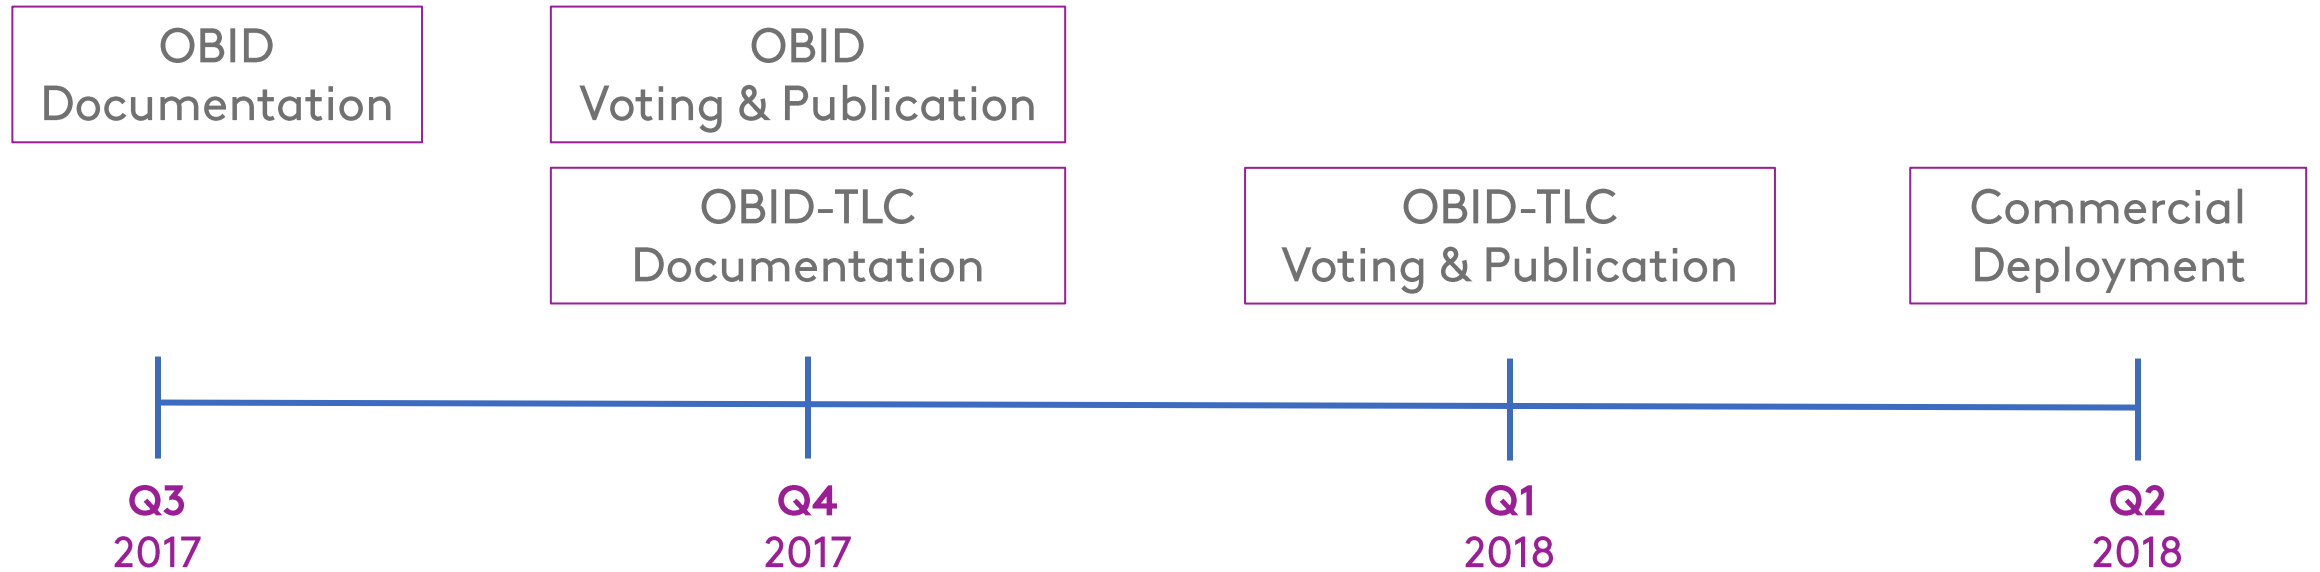 OBID
Documentation
OBID
Voting & Publication
OBID-TLC
Documentation
OBID-TLC
Voting & Publication
Commercial
Deployment
Q3
2017
Q4
2017
Q1
2018
Q2
2018